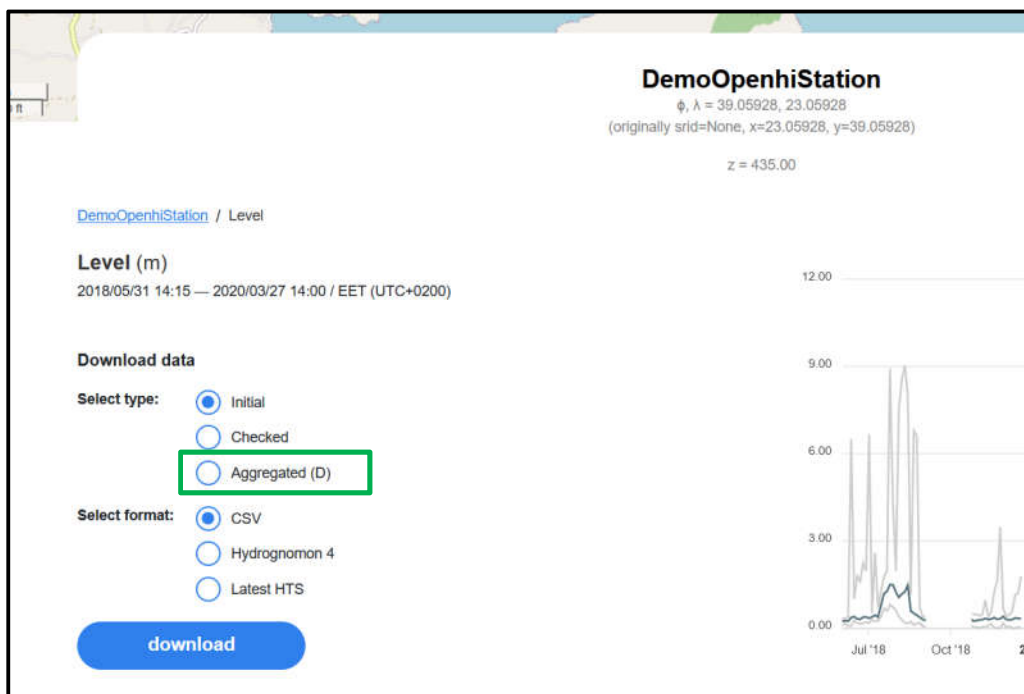 ft
DemoOpenhiStation
ϕ, λ = 39.05928, 23.05928
(originally srid=None, x=23.05928, y=39.05928)
z = 435.00
DemoOpenhiStation / Level
Level (m)
2018/05/31 14:15 — 2020/03/27 14:00 / EET (UTC+0200)
Download data
Select type:
Initial
Checked
Aggregated (D)
Select format:
CSV
Hydrognomon 4
Latest HTS
download
12.00
9.00
6.00
3.00
0.00
Jul '18
Oct '18
2